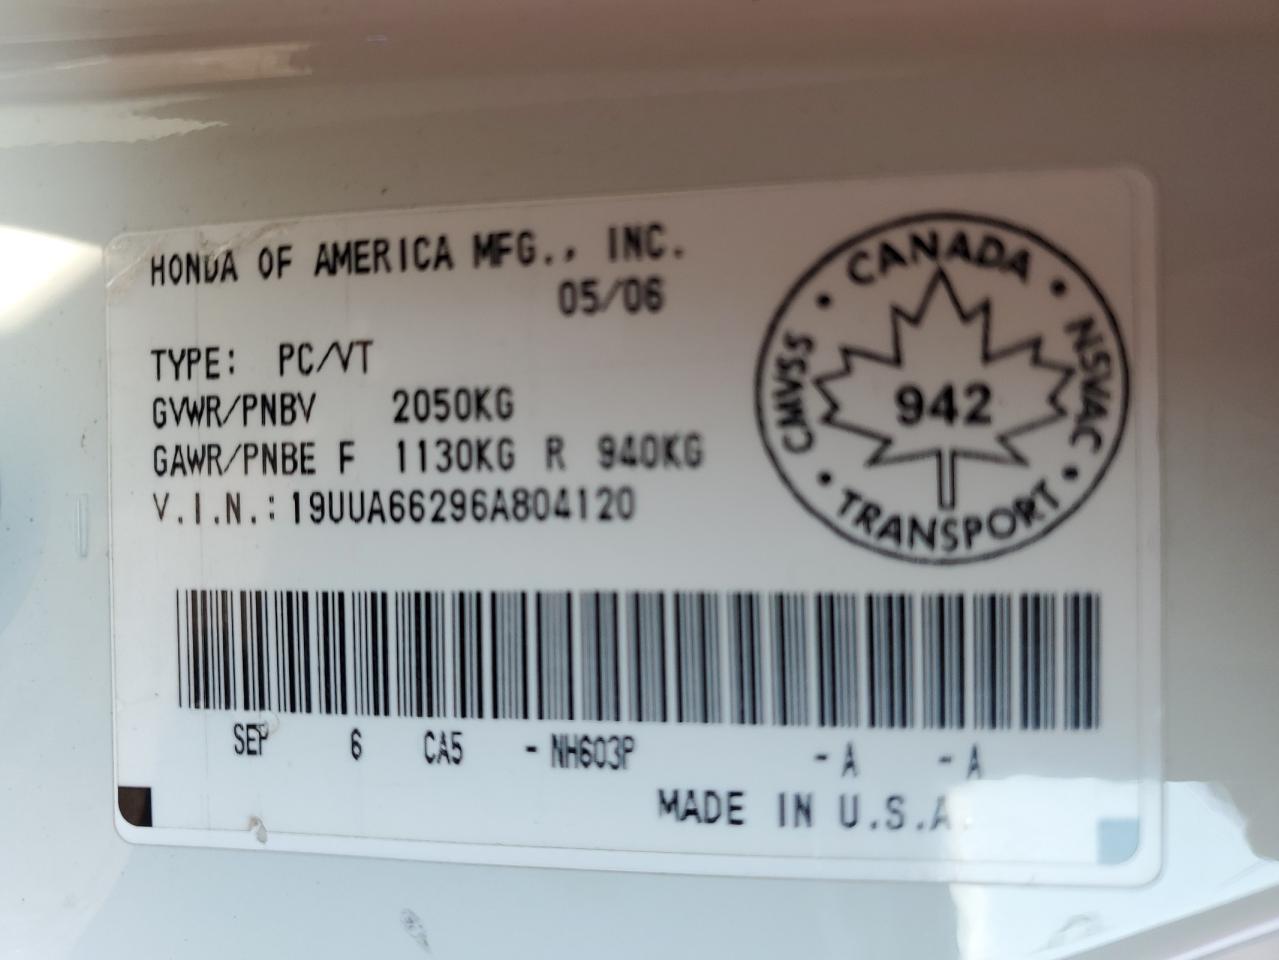 HONDA OF AMERICA MFG., INC.
05/06
TYPE: PC/VT
GVWR/PNBV 2050KG
GAWR/PNBE F 1130KG R 940KG
V.I.N.: 19UUA66296A804120
CANADA
CMVSS
NSVAC
942
TRANSPORT
SEP 6 CA5 - NH603P - A - A
MADE IN U.S.A.